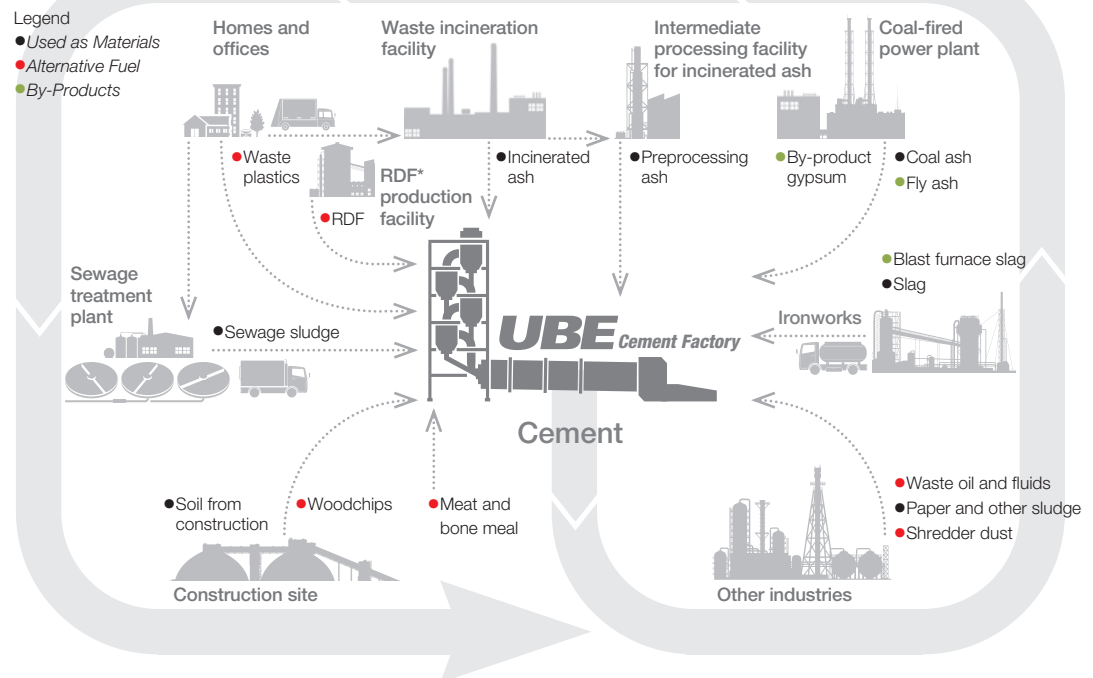 Legend
●Used as Materials
●Alternative Fuel
●By-Products
Homes and
offices
Waste incineration
facility
Intermediate
processing facility
for incinerated ash
Coal-fired
power plant
●Waste
plastics
RDF*
production
facility
●RDF
●Incinerated
ash
●Preprocessing
ash
●By-product
gypsum
●Coal ash
●Fly ash
Sewage
treatment
plant
●Sewage sludge
UBE Cement Factory
●Blast furnace slag
●Slag
Ironworks
Cement
●Soil from
construction
●Woodchips
●Meat and
bone meal
Construction site
●Waste oil and fluids
●Paper and other sludge
●Shredder dust
Other industries